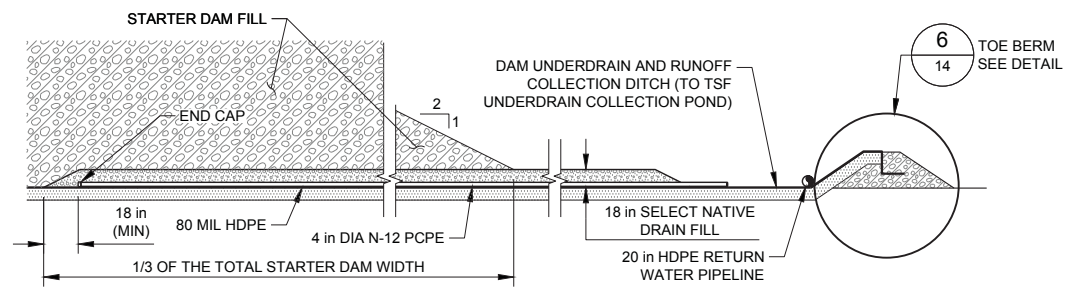 STARTER DAM FILL
END CAP
2
1
DAM UNDERDRAIN AND RUNOFF
COLLECTION DITCH (TO TSF
UNDERDRAIN COLLECTION POND)
6
14
TOE BERM
SEE DETAIL
18 in
(MIN)
80 MIL HDPE
4 in DIA N-12 PCPE
18 in SELECT NATIVE
DRAIN FILL
20 in HDPE RETURN
WATER PIPELINE
1/3 OF THE TOTAL STARTER DAM WIDTH